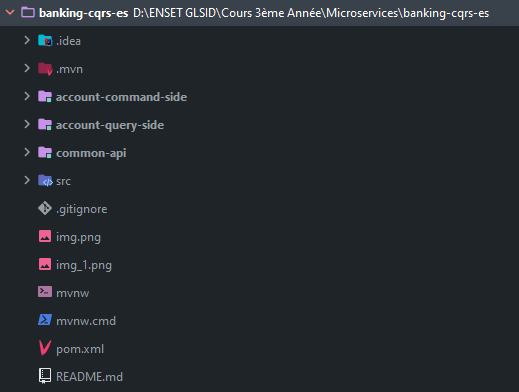 banking-cqrs-es D:\ENSET GLSID\Cours 3ème Année\Microservices\banking-cqrs-es
.idea
.mvn
account-command-side
account-query-side
common-api
src
.gitignore
img.png
img_1.png
mvnw
mvnw.cmd
pom.xml
README.md